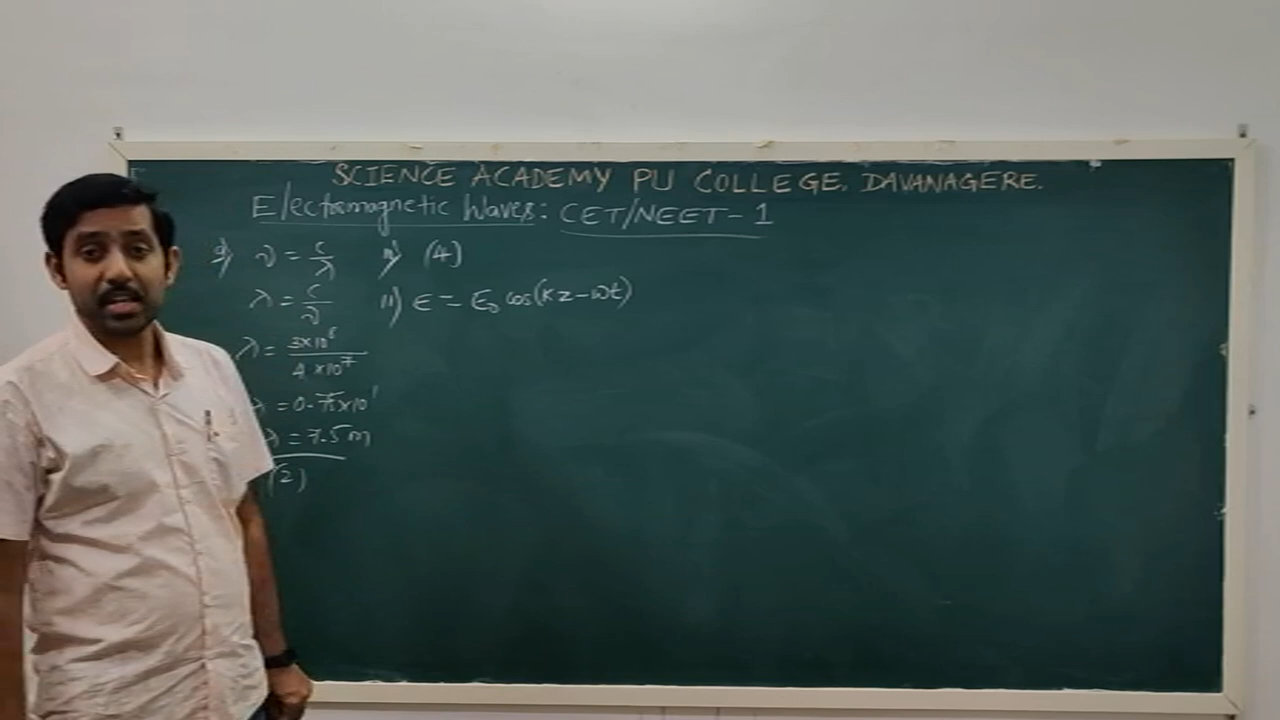 SCIENCE ACADEMY PU COLLEGE, DAVANAGERE.
Electromagnetic Waves: CET/NEET-1
9) ν = c/λ
λ = c/ν
λ = 3×10⁸/4×10⁷
λ = 0.75×10¹
λ = 7.5 m
(2)
10) (4)
11) E = E₀ cos(kz-ωt)